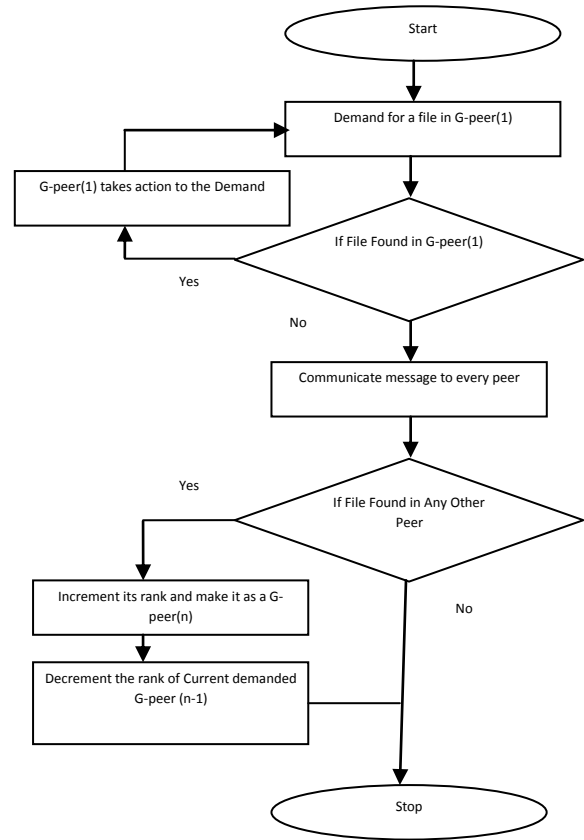 Start
Demand for a file in G-peer(1)
G-peer(1) takes action to the Demand
If File Found in G-peer(1)
Yes
No
Communicate message to every peer
Yes
If File Found in Any Other
Peer
Increment its rank and make it as a G-
peer(n)
No
Decrement the rank of Current demanded
G-peer (n-1)
Stop